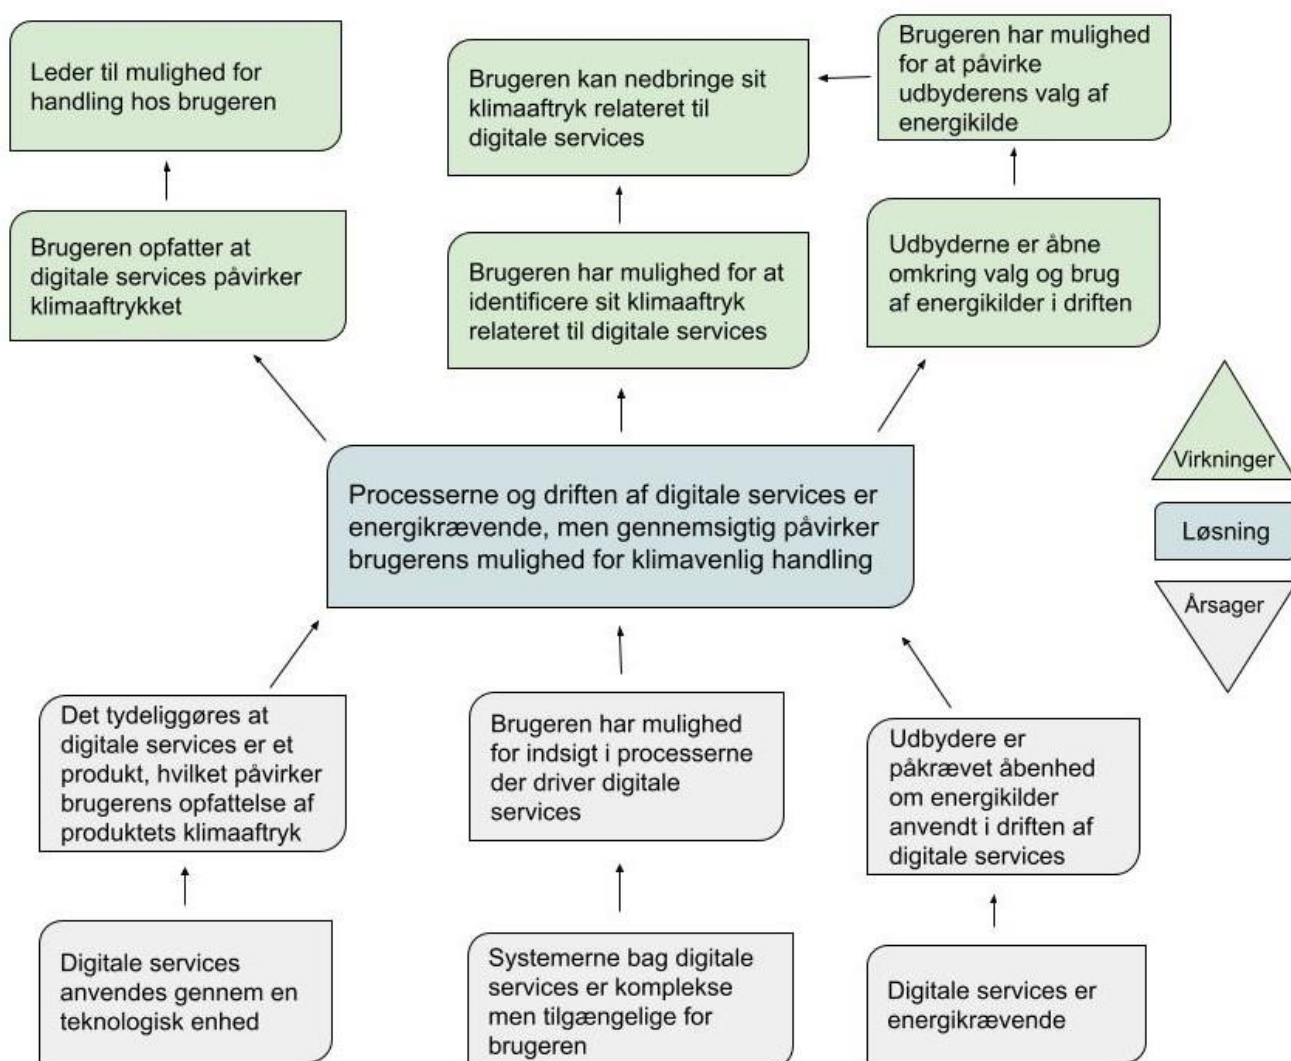 Leder til mulighed for
handling hos brugeren
Brugeren kan nedbringe sit
klimaaftryk relateret til
digitale services
Brugeren har mulighed
for at påvirke
udbyderens valg af
energikilde
Brugeren opfatter at
digitale services påvirker
klimaaftrykket
Brugeren har mulighed for at
identificere sit klimaaftryk
relateret til digitale services
Udbyderne er åbne
omkring valg og brug
af energikilder i driften
Processerne og driften af digitale services er
energikrævende, men gennemsigtig påvirker
brugerens mulighed for klimavenlig handling
Virkninger
Løsning
Årsager
Det tydeliggøres at
digitale services er et
produkt, hvilket påvirker
brugerens opfattelse af
produktets klimaaftryk
Brugeren har mulighed
for indsigt i processerne
der driver digitale
services
Udbydere er
påkrævet åbenhed
om energikilder
anvendt i driften af
digitale services
Digitale services
anvendes gennem en
teknologisk enhed
Systemerne bag digitale
services er komplekse
men tilgængelige for
brugeren
Digitale services er
energikrævende